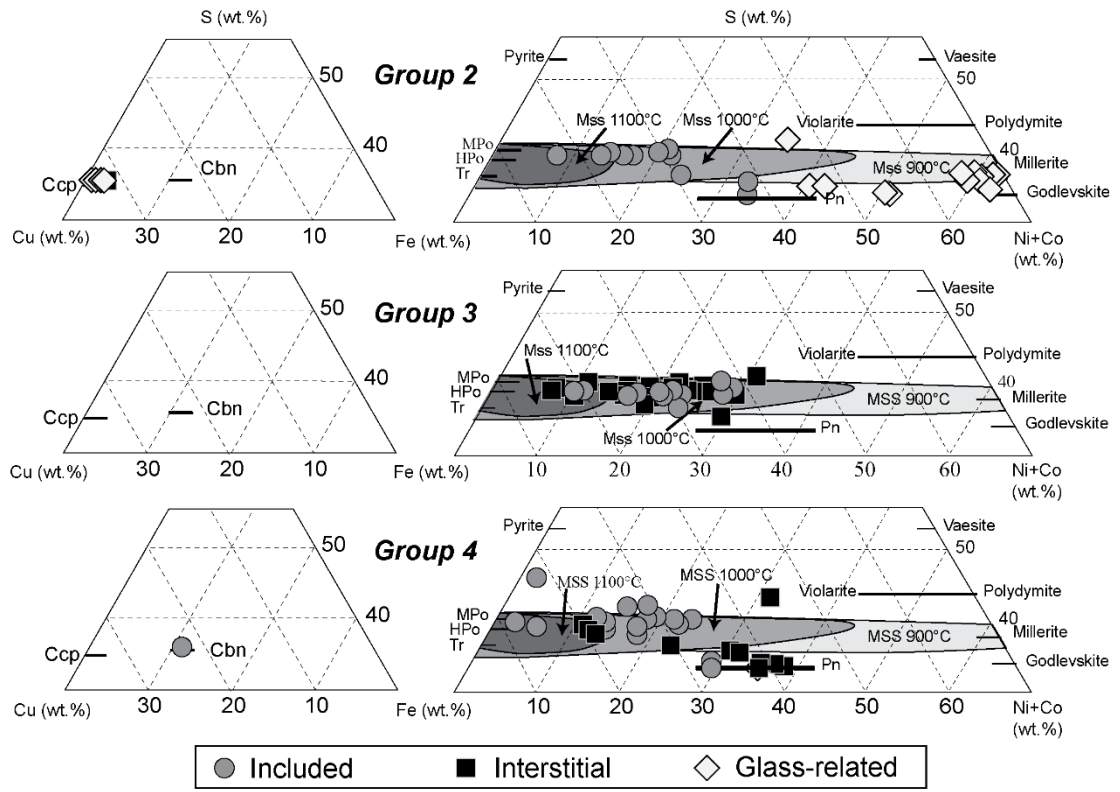 S (wt.%)
S (wt.%)
Group 2
Pyrite
Vaesite
50
50
Mss 1100°C
Mss 1000°C
Violarite
Polydymite
40
MPo
HPo
Tr
40
Millerite
Ccp
Cbn
Mss 900°C
Godlevskite
Pn
Cu (wt.%)
30
20
10
0
Fe (wt.%)
10
20
30
40
50
60
Ni+Co
(wt.%)
Group 3
Pyrite
Vaesite
50
50
Mss 1100°C
Violarite
Polydymite
40
MPo
HPo
Tr
40
Millerite
MSS 900°C
Ccp
Cbn
Mss 1000°C
Pn
Godlevskite
Cu (wt.%)
30
20
10
0
Fe (wt.%)
10
20
30
40
50
60
Ni+Co
(wt.%)
Group 4
Pyrite
Vaesite
50
50
MSS 1100°C
MSS 1000°C
Violarite
Polydymite
40
MPo
HPo
Tr
40
Millerite
MSS 900°C
Ccp
Cbn
Pn
Godlevskite
Cu (wt.%)
30
20
10
0
Fe (wt.%)
10
20
30
40
50
60
Ni+Co
(wt.%)
Included
Interstitial
Glass-related